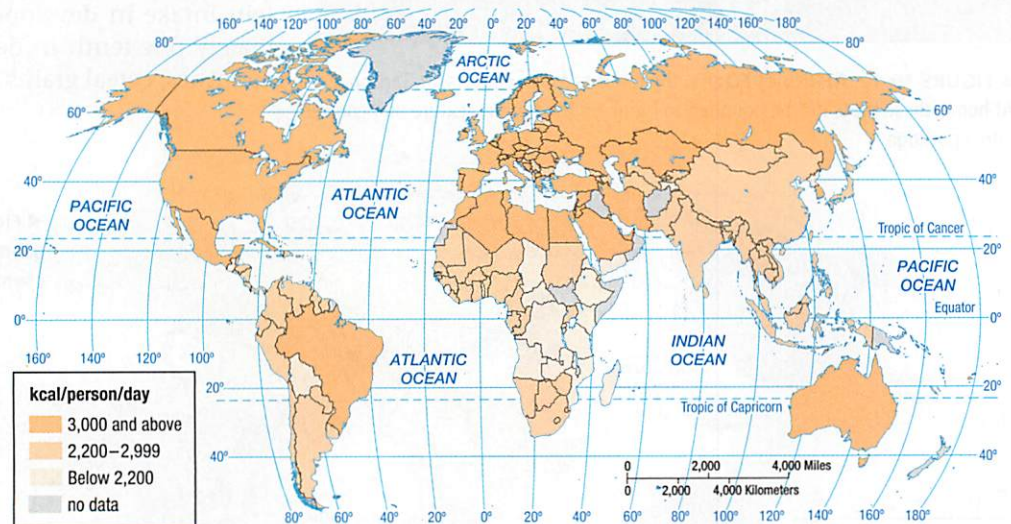 intake in develop-
160° 140° 120° 80° 40° 20° 0° 20° 40° 60° 80° 100° 120° 140° 160° 180°
80° 80°
ARCTIC
OCEAN
60° 60°
40° 40°
ATLANTIC
OCEAN
PACIFIC
OCEAN
Tropic of Cancer
20° 20°
PACIFIC
OCEAN
Equator
0° 0°
160° 140° 120° 100°
ATLANTIC
OCEAN
INDIAN
OCEAN
20° 20°
Tropic of Capricorn
40° 40°
kcal/person/day
3,000 and above
2,200–2,999
Below 2,200
no data
0 2,000 4,000 Miles
0 2,000 4,000 Kilometers
80° 60° 40° 20° 0° 20° 40° 60° 80° 100° 120° 140° 160° 180°